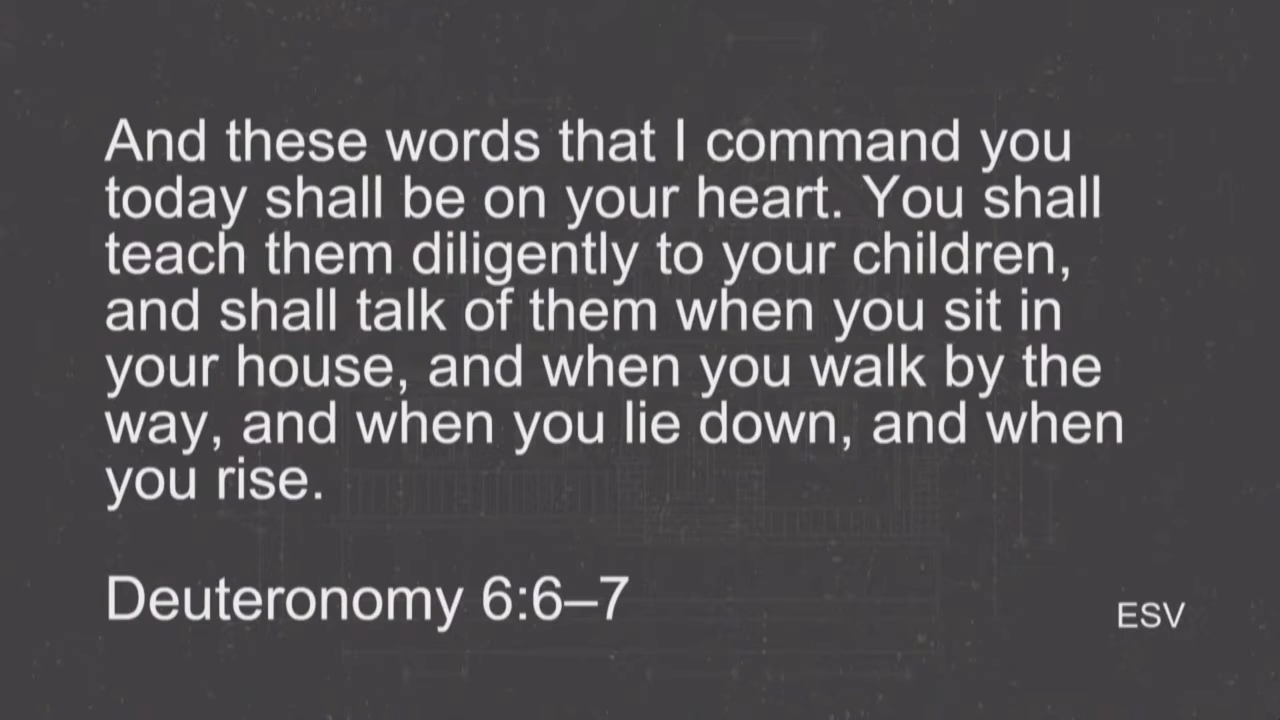 And these words that I command you
today shall be on your heart. You shall
teach them diligently to your children,
and shall talk of them when you sit in
your house, and when you walk by the
way, and when you lie down, and when
you rise.
Deuteronomy 6:6–7
ESV